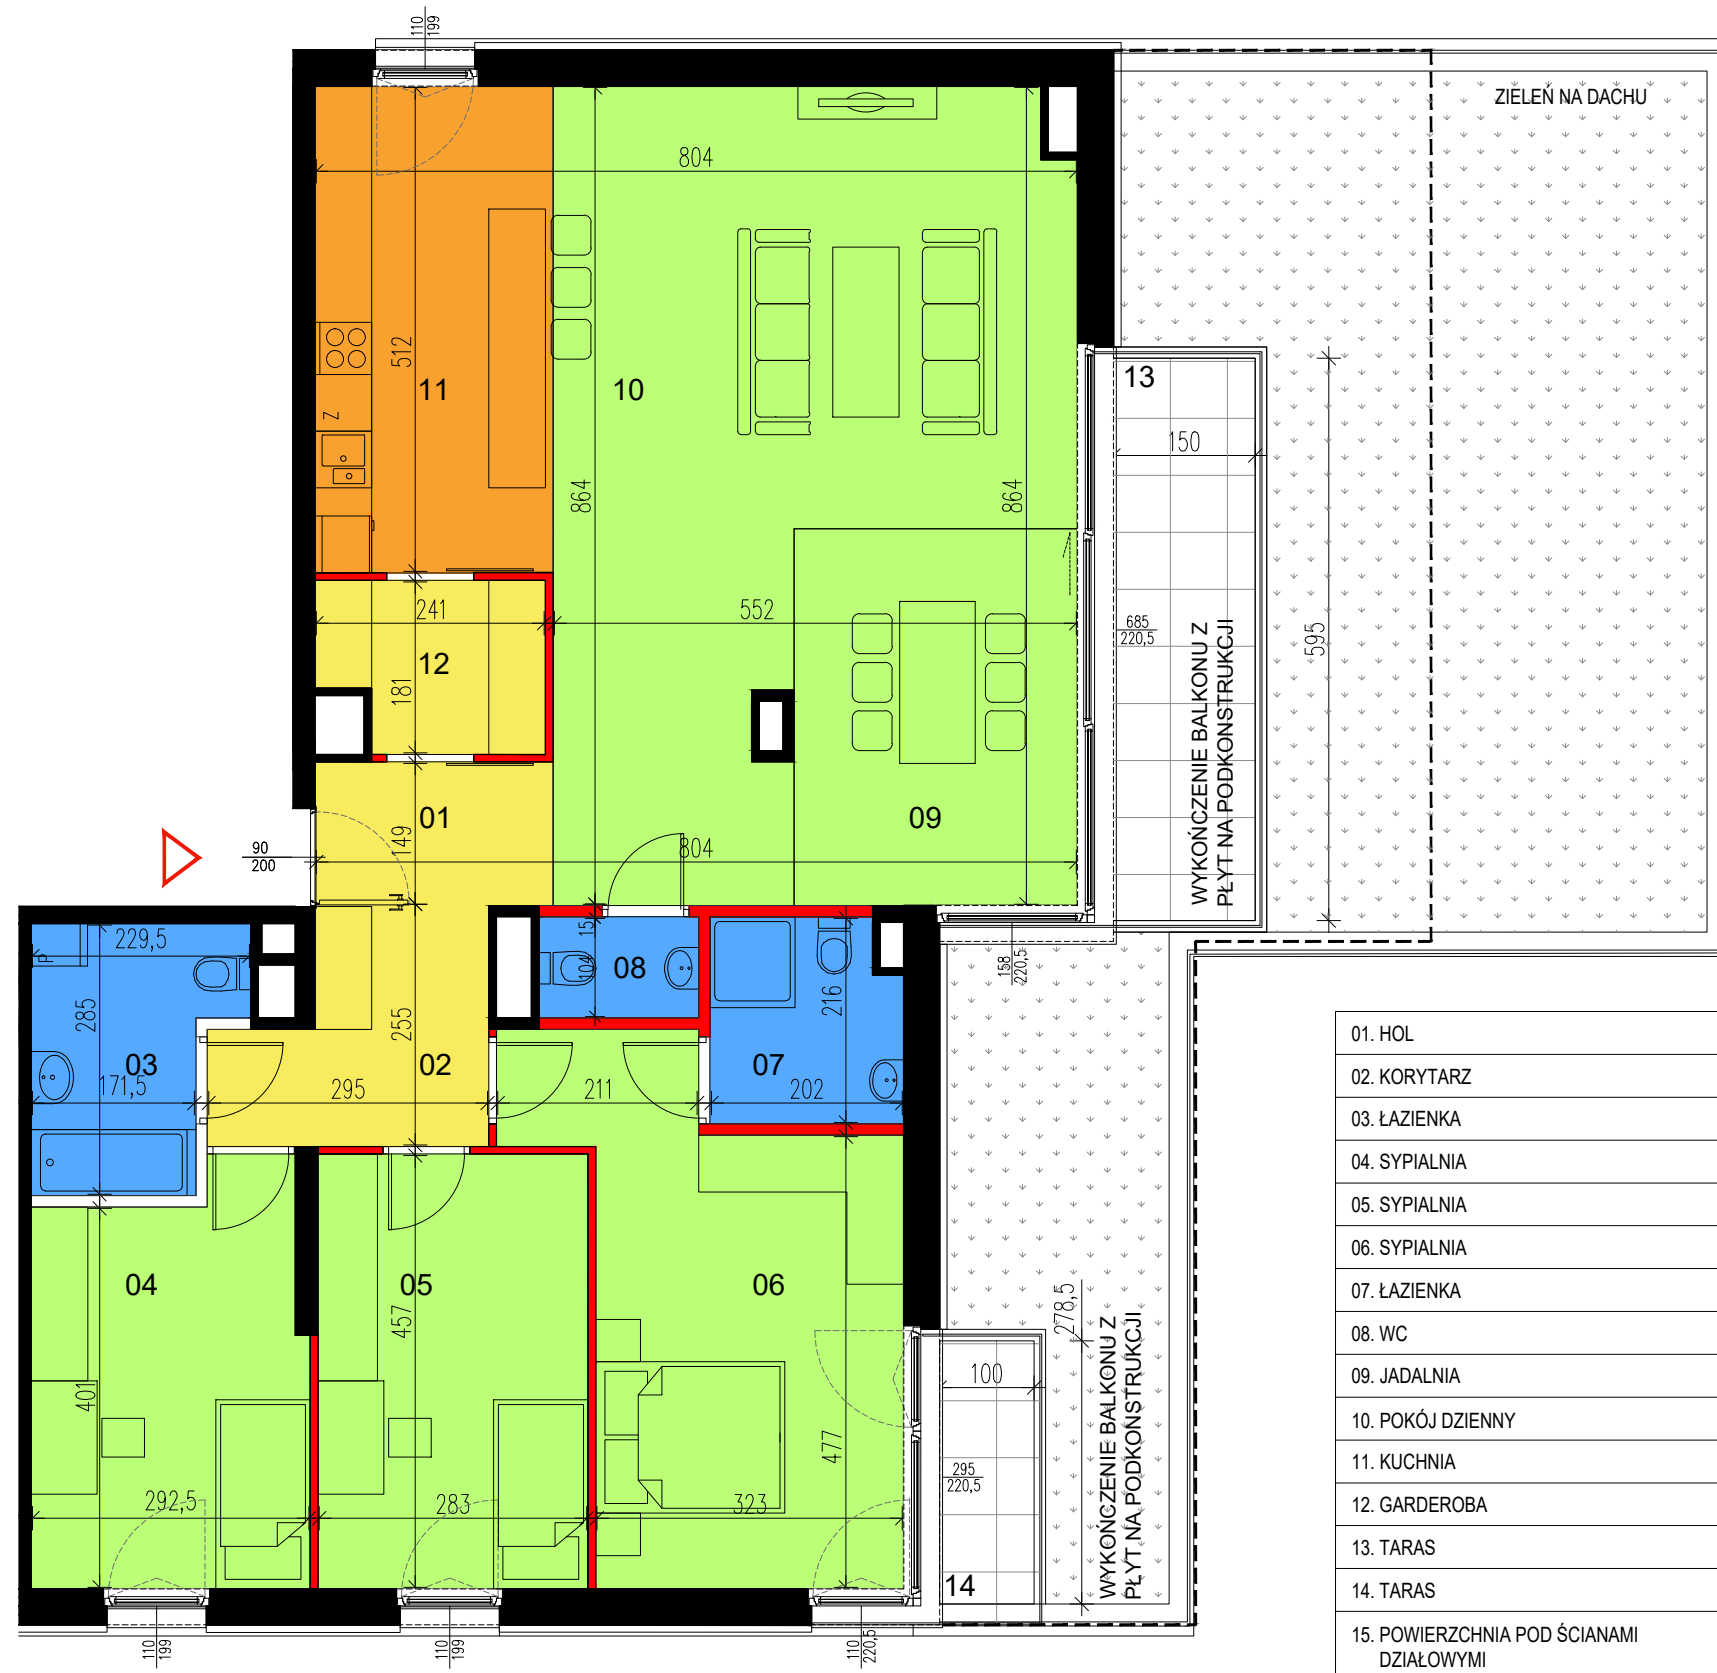 110
199
ZIELEŃ NA DACHU
804
512
11
10
13
150
Z
864
864
241
552
685
220,5
595
12
181
WYKOŃCZENIE BALKONU Z
PŁYT NA PODKONSTRUKCJI
01
149
09
90
200
804
229,5
P
15
104
08
216
158
220,5
285
255
03
02
07
171,5
295
211
202
01. HOL
02. KORYTARZ
03. ŁAZIENKA
04. SYPIALNIA
05. SYPIALNIA
06. SYPIALNIA
07. ŁAZIENKA
08. WC
09. JADALNIA
10. POKÓJ DZIENNY
11. KUCHNIA
12. GARDEROBA
13. TARAS
14. TARAS
15. POWIERZCHNIA POD ŚCIANAMI
DZIAŁOWYMI
04
05
06
457
278,5
401
100
477
WYKOŃCZENIE BALKONU Z
PŁYT NA PODKONSTRUKCJI
295
220,5
292,5
283
323
14
110
199
110
199
110
220,5